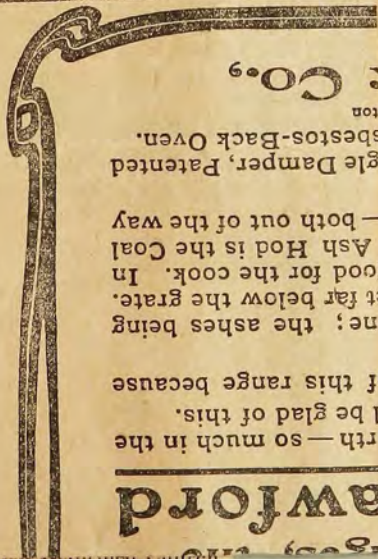 ges,
awford
rth — so much in the
l be glad of this.
f this range because
ne; the ashes being
t far below the grate.
ood for the cook. In
Ash Hod is the Coal
— both out of the way
gle Damper, Patented
sbestos-Back Oven.
ton
Co.,